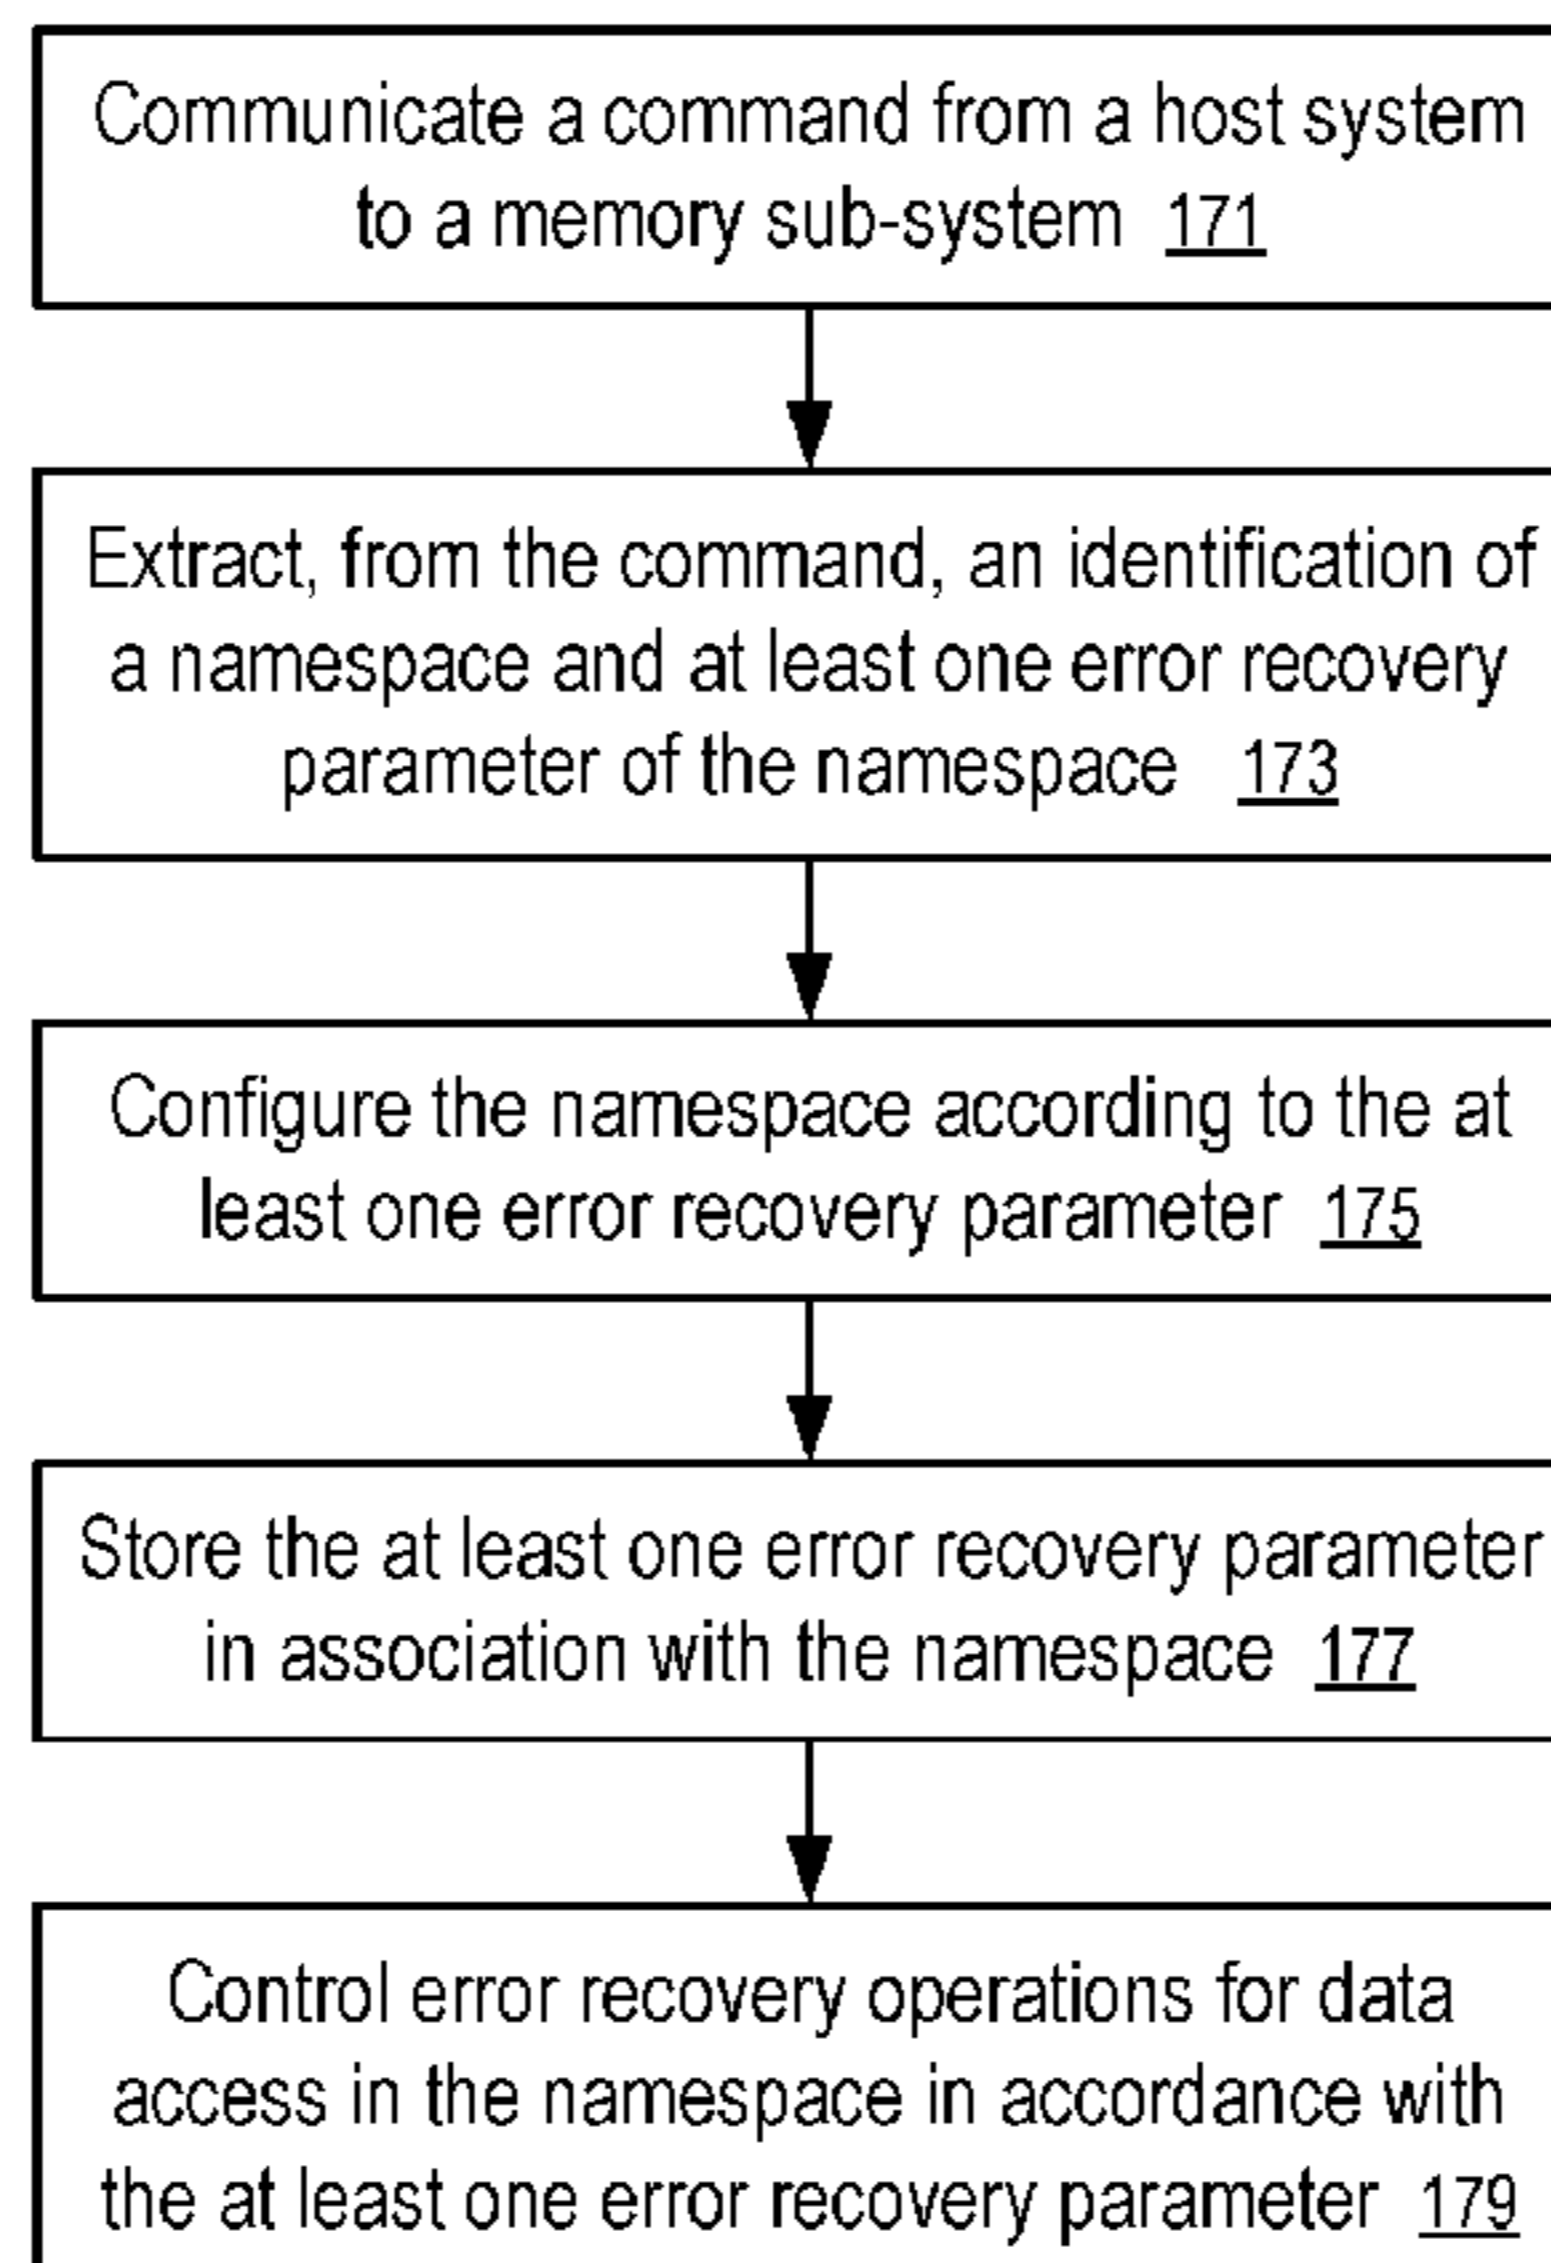 Communicate a command from a host system
to a memory sub-system 171
Extract, from the command, an identification of
a namespace and at least one error recovery
parameter of the namespace 173
Configure the namespace according to the at
least one error recovery parameter 175
Store the at least one error recovery parameter
in association with the namespace 177
Control error recovery operations for data
access in the namespace in accordance with
the at least one error recovery parameter 179